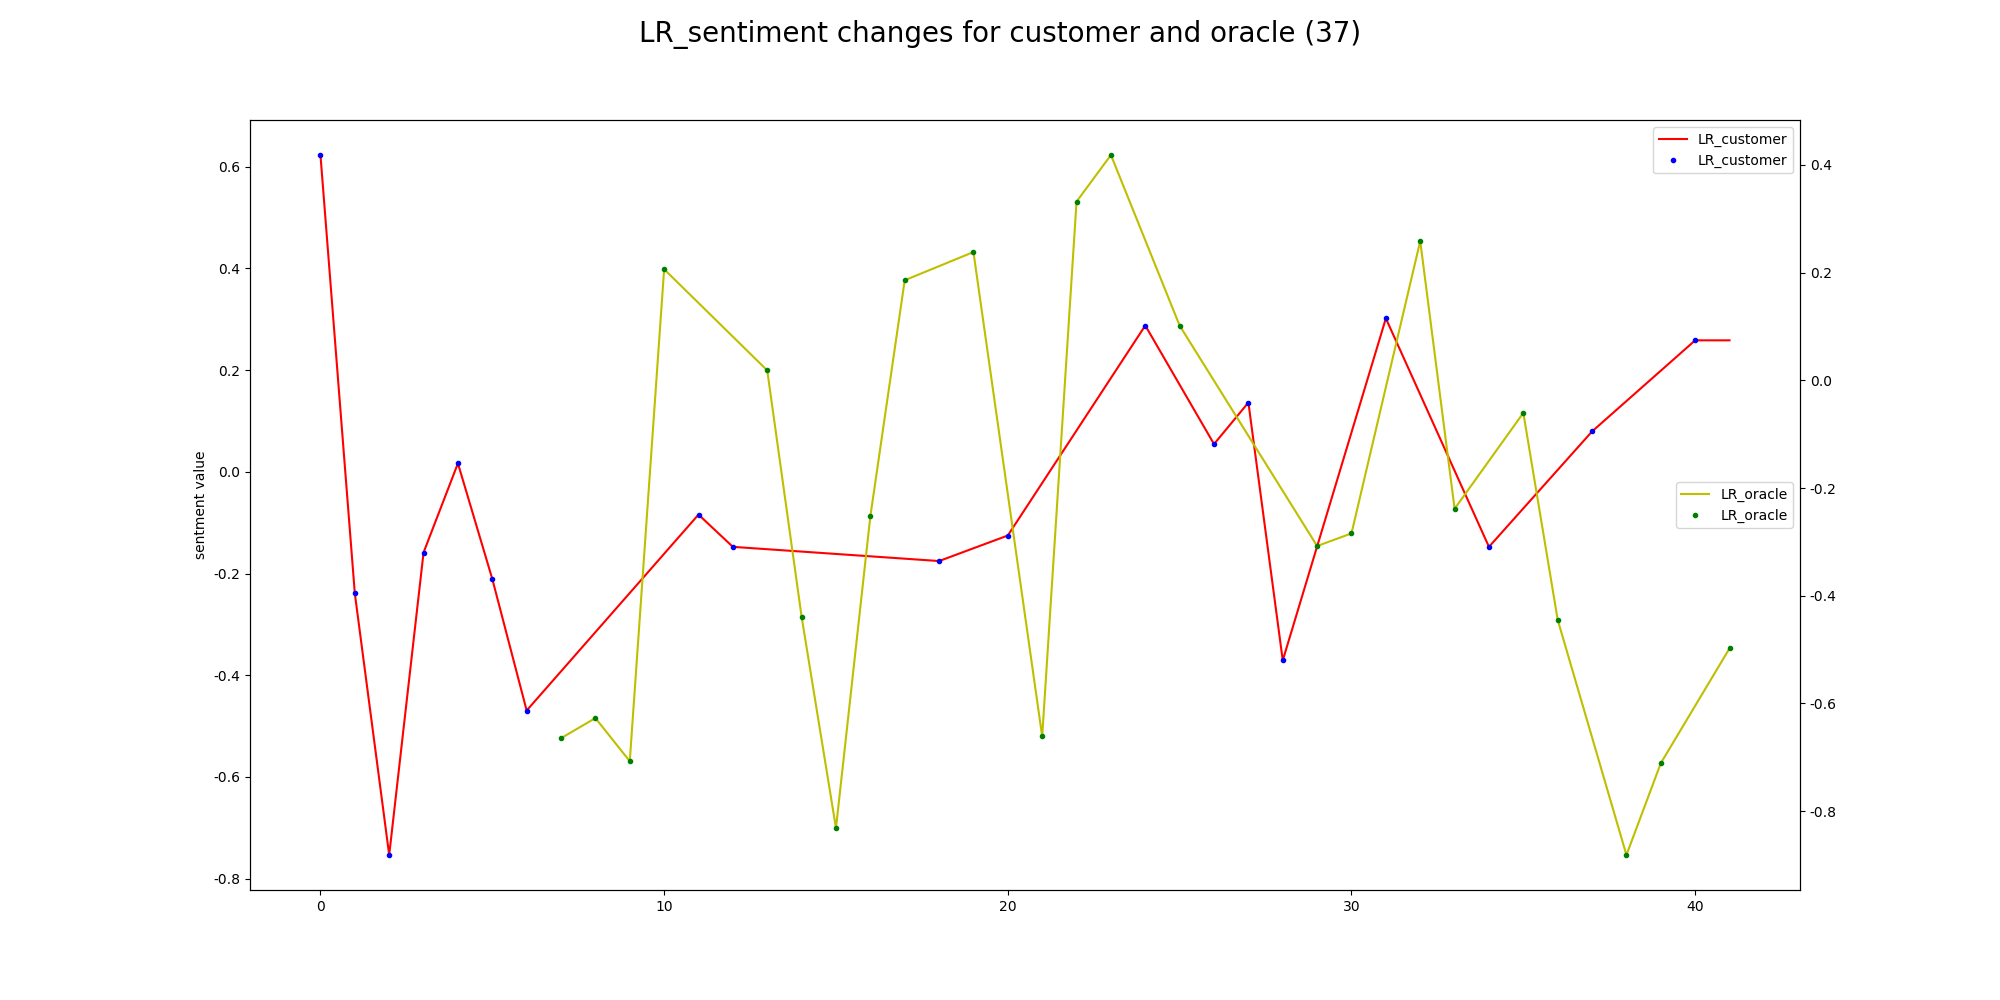 LR_sentiment changes for customer and oracle (37)
LR_customer
LR_customer
LR_oracle
LR_oracle
sentment value
0.6
0.4
0.2
0.0
-0.2
-0.4
-0.6
-0.8
0.4
0.2
0.0
-0.2
-0.4
-0.6
-0.8
0 10 20 30 40